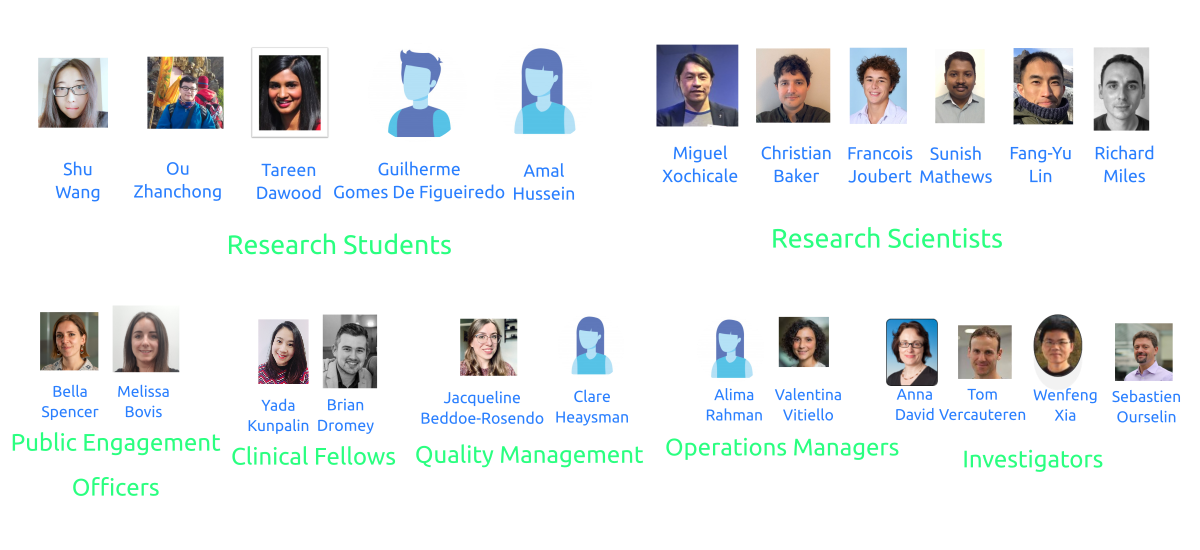 Shu
Wang
Ou
Zhanchong
Tareen
Dawood
Guilherme
Gomes De Figueiredo
Amal
Hussein
Research Students
Miguel
Xochicale
Christian
Baker
Francois
Joubert
Sunish
Mathews
Fang-Yu
Lin
Richard
Miles
Research Scientists
Bella
Spencer
Melissa
Bovis
Public Engagement
Officers
Yada
Kunpalin
Brian
Dromey
Clinical Fellows
Jacqueline
Beddoe-Rosendo
Clare
Heaysman
Quality Management
Alima
Rahman
Valentina
Vitiello
Operations Managers
Anna
David
Tom
Vercauteren
Wenfeng
Xia
Sebastien
Ourselin
Investigators